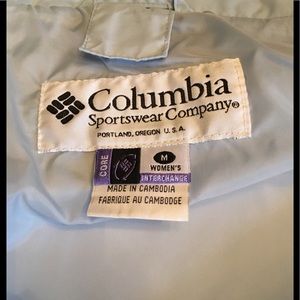 Columbia
Sportswear Company®
PORTLAND, OREGON U.S.A.
CORE
M
WOMEN'S
INTERCHANGE
MADE IN CAMBODIA
FABRIQUE AU CAMBODGE